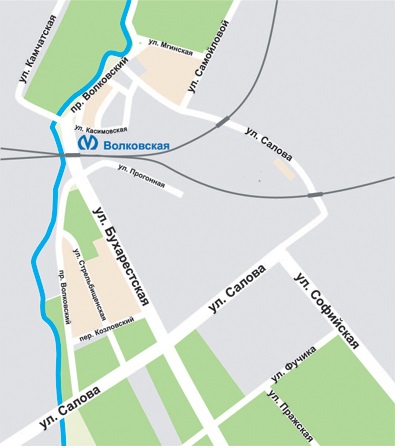 ул. Камчатская
ул. Мгинская
ул. Самойловой
пр. Волковский
ул. Касимовская
М Волковская
ул. Салова
ул. Прогонная
ул. Бухарестская
ул. Стрельбищенская
пр. Волковский
ул. Салова
ул. Софийская
пер. Козловский
ул. Фучика
ул. Салова
ул. Пражская